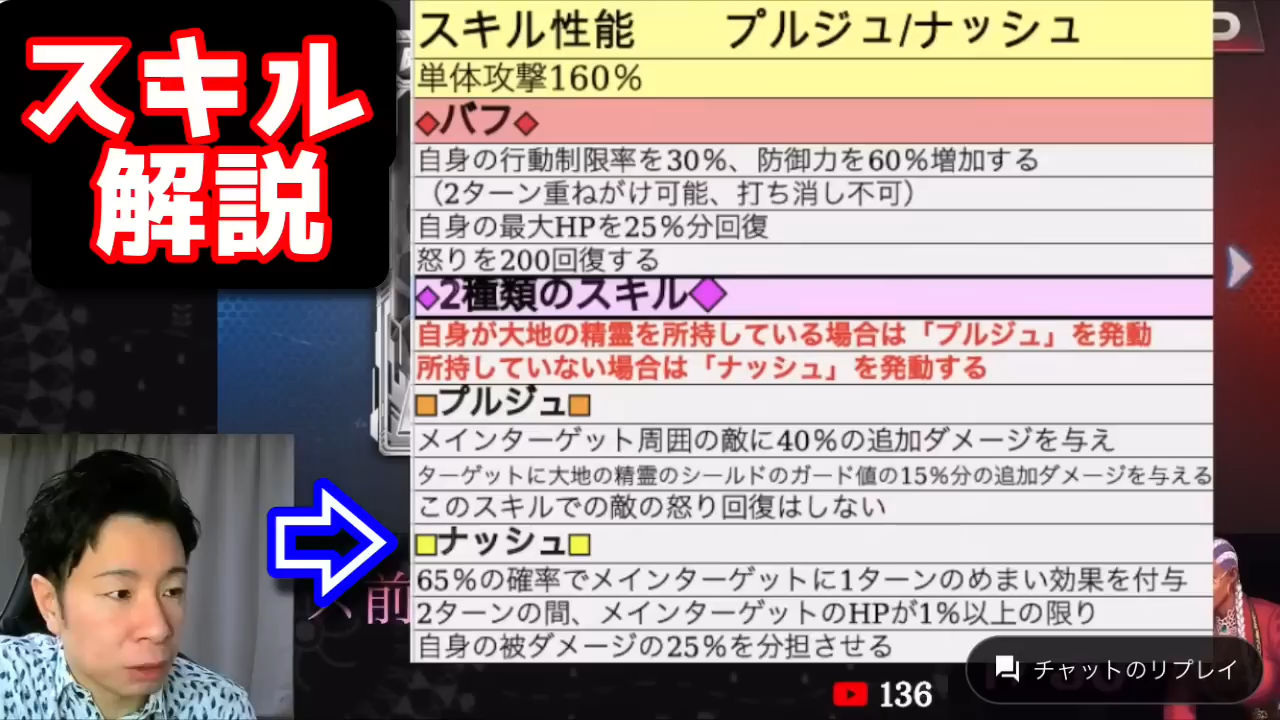 スキル
解説
スキル性能 プルジュ/ナッシュ
単体攻撃160%
◇バフ◇
自身の行動制限率を30%、防御力を60%増加する
（2ターン重ねがけ可能、打ち消し不可）
自身の最大HPを25%分回復
怒りを200回復する
◇2種類のスキル◇
自身が大地の精霊を所持している場合は「プルジュ」を発動
所持していない場合は「ナッシュ」を発動する
■プルジュ■
メインターゲット周囲の敵に40%の追加ダメージを与え
ターゲットに大地の精霊のシールドのガード値の15%分の追加ダメージを与える
このスキルでの敵の怒り回復はしない
■ナッシュ■
65%の確率でメインターゲットに1ターンのめまい効果を付与
2ターンの間、メインターゲットのHPが1%以上の限り
自身の被ダメージの25%を分担させる
前
チャットのリプレイ
136